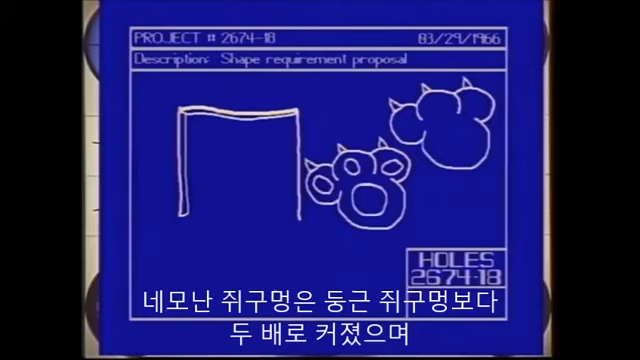 PROJECT # 2674-18
03/29/1966
Description: Shape requirement proposal
HOLES
2674-18
네모난 쥐구멍은 둥근 쥐구멍보다
두 배로 커졌으며